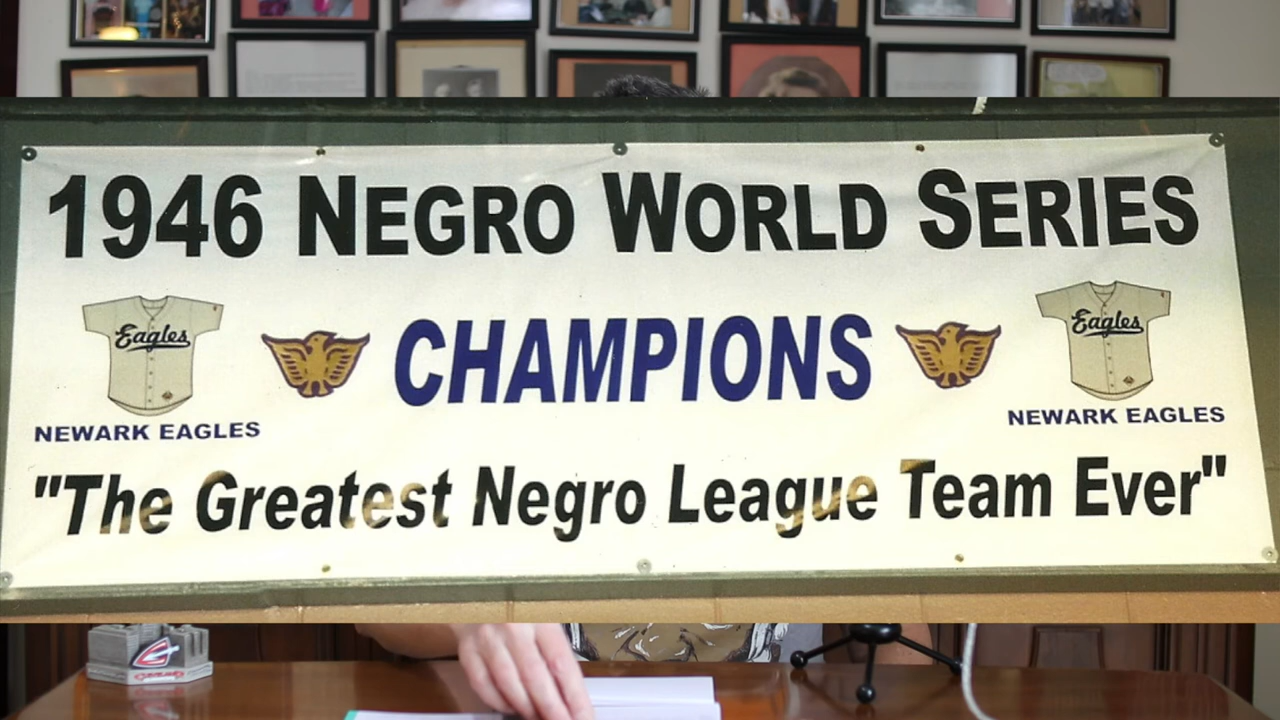 1946 NEGRO WORLD SERIES
Eagles
Eagles
CHAMPIONS
NEWARK EAGLES
NEWARK EAGLES
"The Greatest Negro League Team Ever"